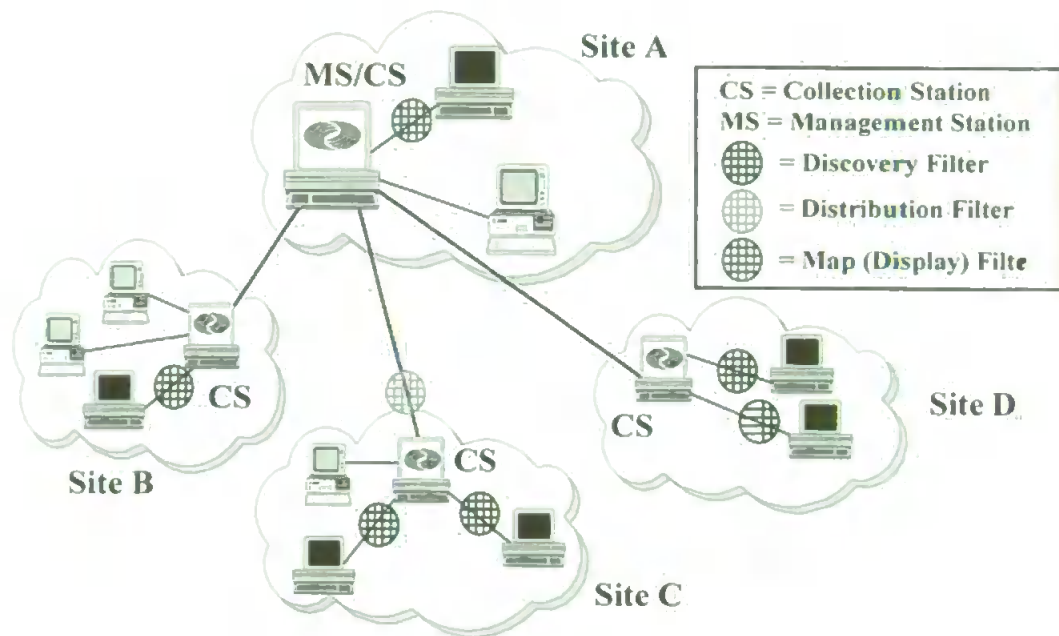 Site A
MS/CS
CS = Collection Station
MS = Management Station
= Discovery Filter
= Distribution Filter
= Map (Display) Filte
CS
Site B
CS
Site C
CS
Site D